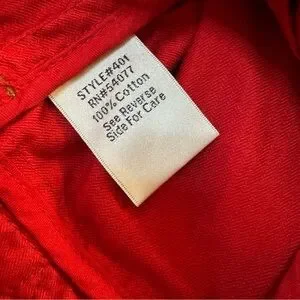 STYLE#401
RN#54077
100% Cotton
See Reverse
Side For Care